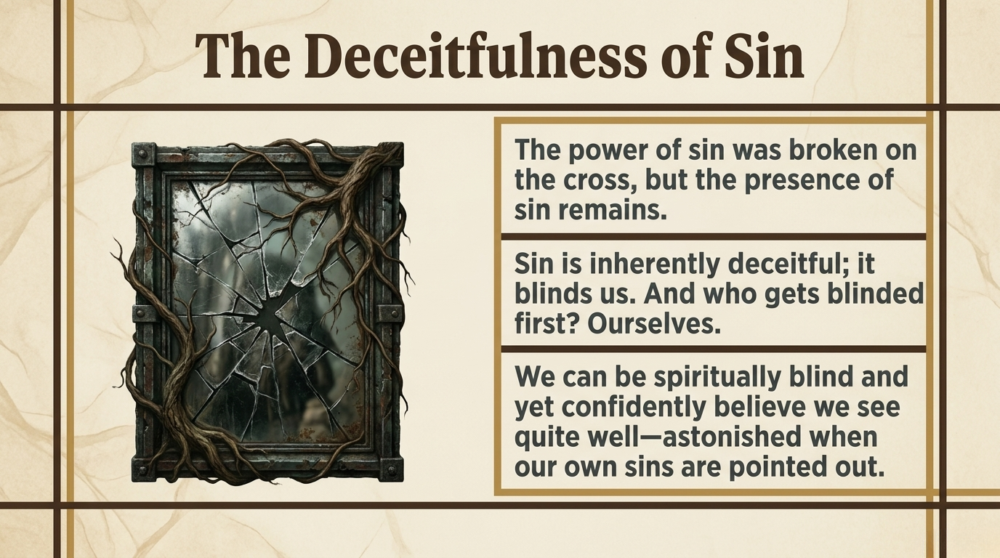 The Deceitfulness of Sin
The power of sin was broken on
the cross, but the presence of
sin remains.
Sin is inherently deceitful; it
blinds us. And who gets blinded
first? Ourselves.
We can be spiritually blind and
yet confidently believe we see
quite well—astonished when
our own sins are pointed out.